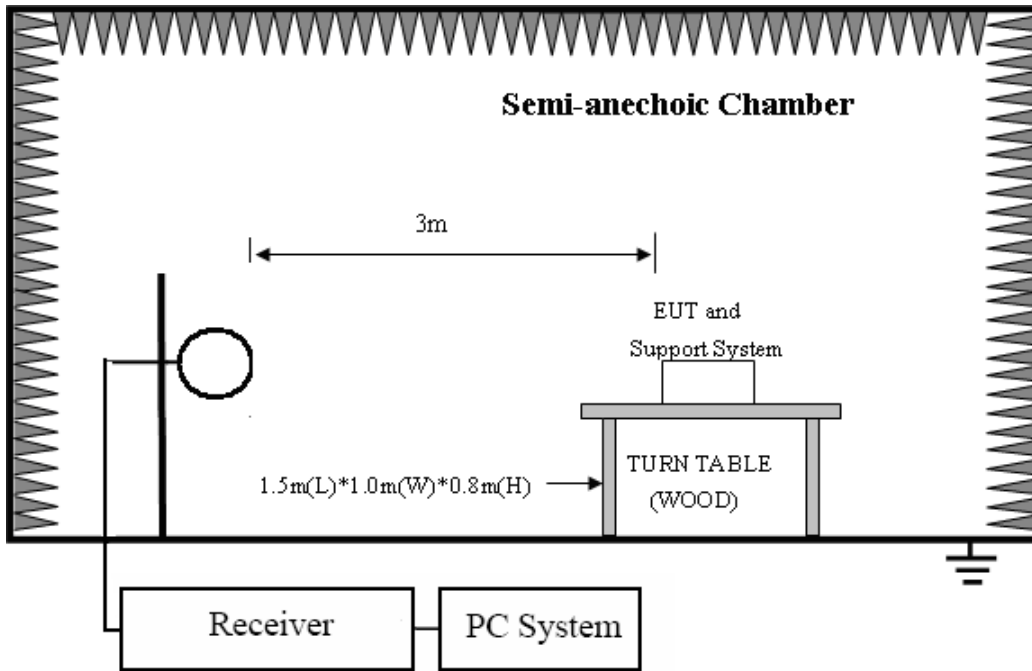 Semi-anechoic Chamber
3m
EUT and
Support System
1.5m(L)*1.0m(W)*0.8m(H)
TURN TABLE
(WOOD)
Receiver
PC System